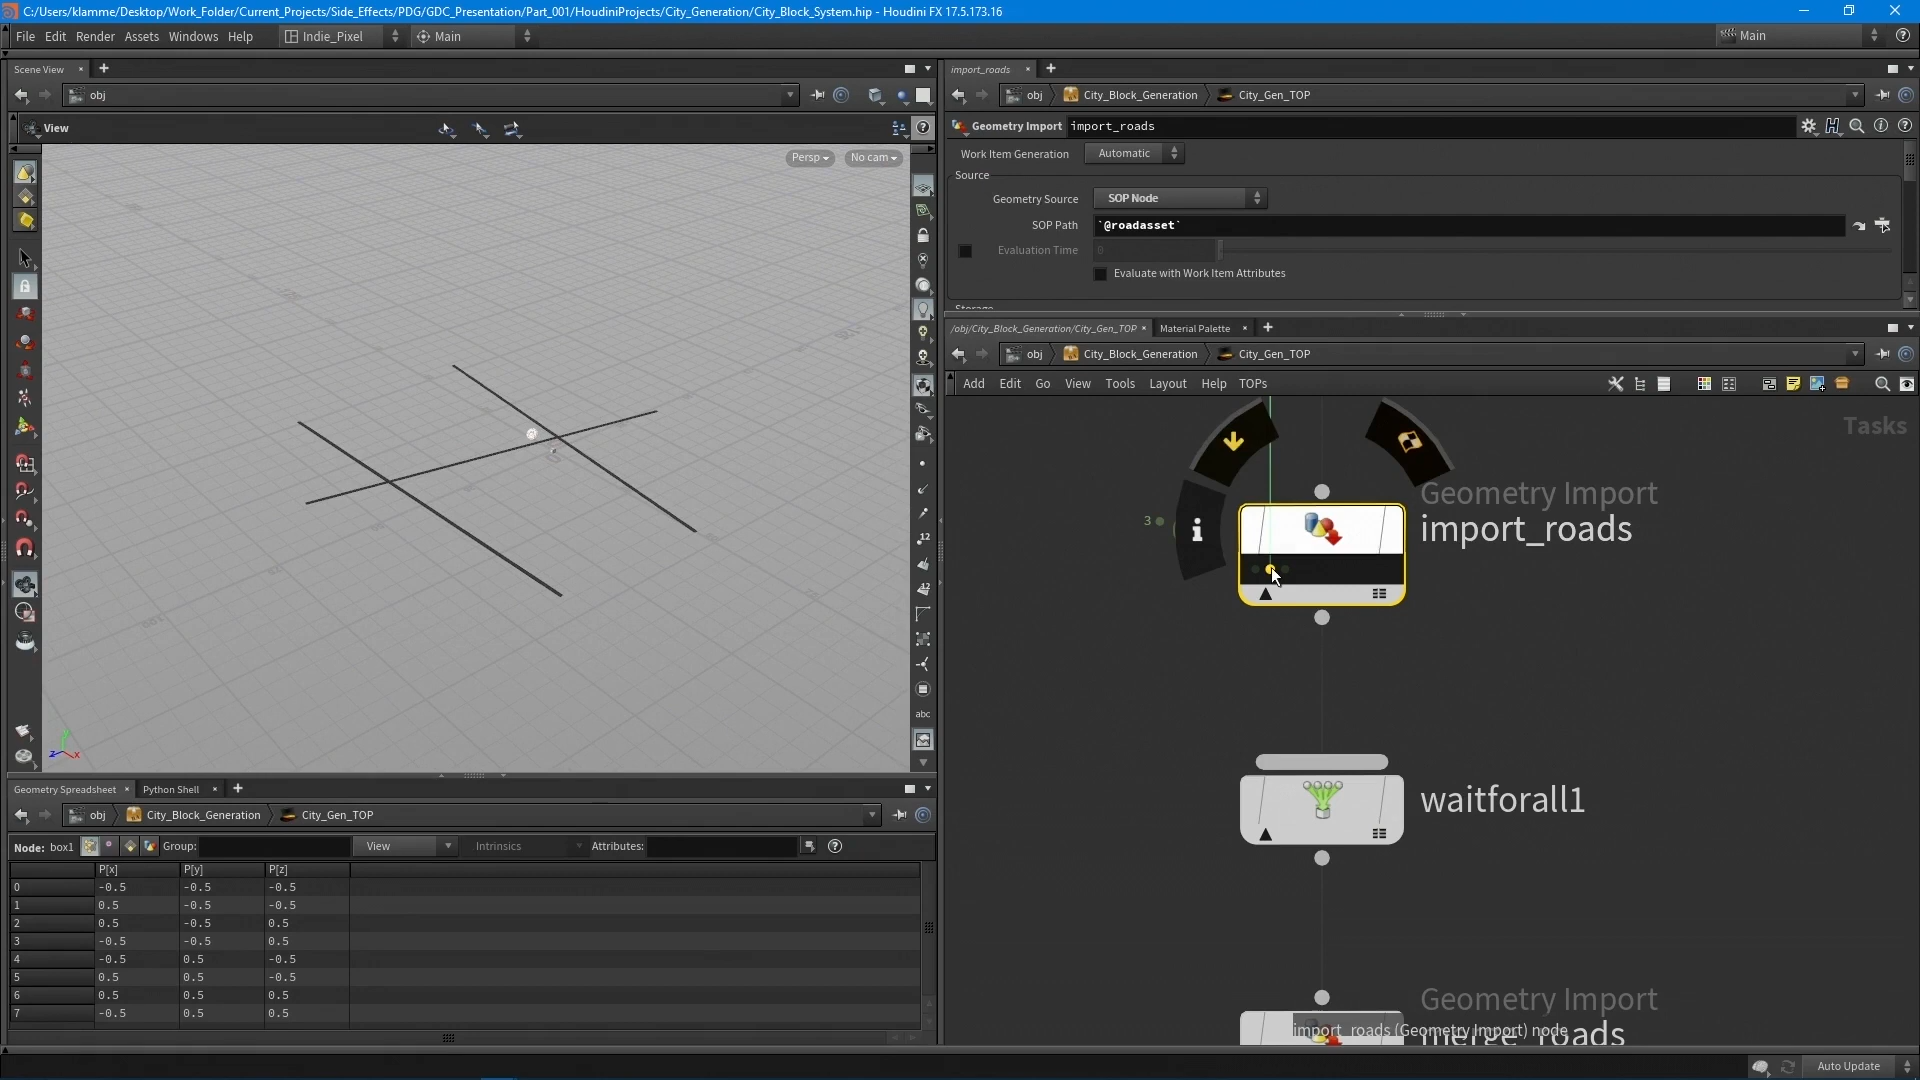 C:/Users/klamme/Desktop/Work_Folder/Current_Projects/Side_Effects/PDG/GDC_Presentation/Part_001/HoudiniProjects/City_Generation/City_Block_System.hip - Houdini FX 17.5.173.16
File Edit Render Assets Windows Help Indie_Pixel Main Main
Scene View
obj
View
Persp No cam
z x
12
12
abc
import_roads
obj City_Block_Generation City_Gen_TOP
Geometry Import import_roads
Work Item Generation Automatic
Source
Geometry Source SOP Node
SOP Path `@roadasset`
Evaluation Time 0
Evaluate with Work Item Attributes
Storage
/obj/City_Block_Generation/City_Gen_TOP Material Palette
obj City_Block_Generation City_Gen_TOP
Add Edit Go View Tools Layout Help TOPs
Tasks
Geometry Import
import_roads
3
waitforall1
Geometry Import
merge_roads
import_roads (Geometry Import) node
Geometry Spreadsheet Python Shell
obj City_Block_Generation City_Gen_TOP
Node: box1 Group: View Intrinsics Attributes:
P[x] P[y] P[z]
0 -0.5 -0.5 -0.5
1 0.5 -0.5 -0.5
2 0.5 -0.5 0.5
3 -0.5 -0.5 0.5
4 -0.5 0.5 -0.5
5 0.5 0.5 -0.5
6 0.5 0.5 0.5
7 -0.5 0.5 0.5
Auto Update